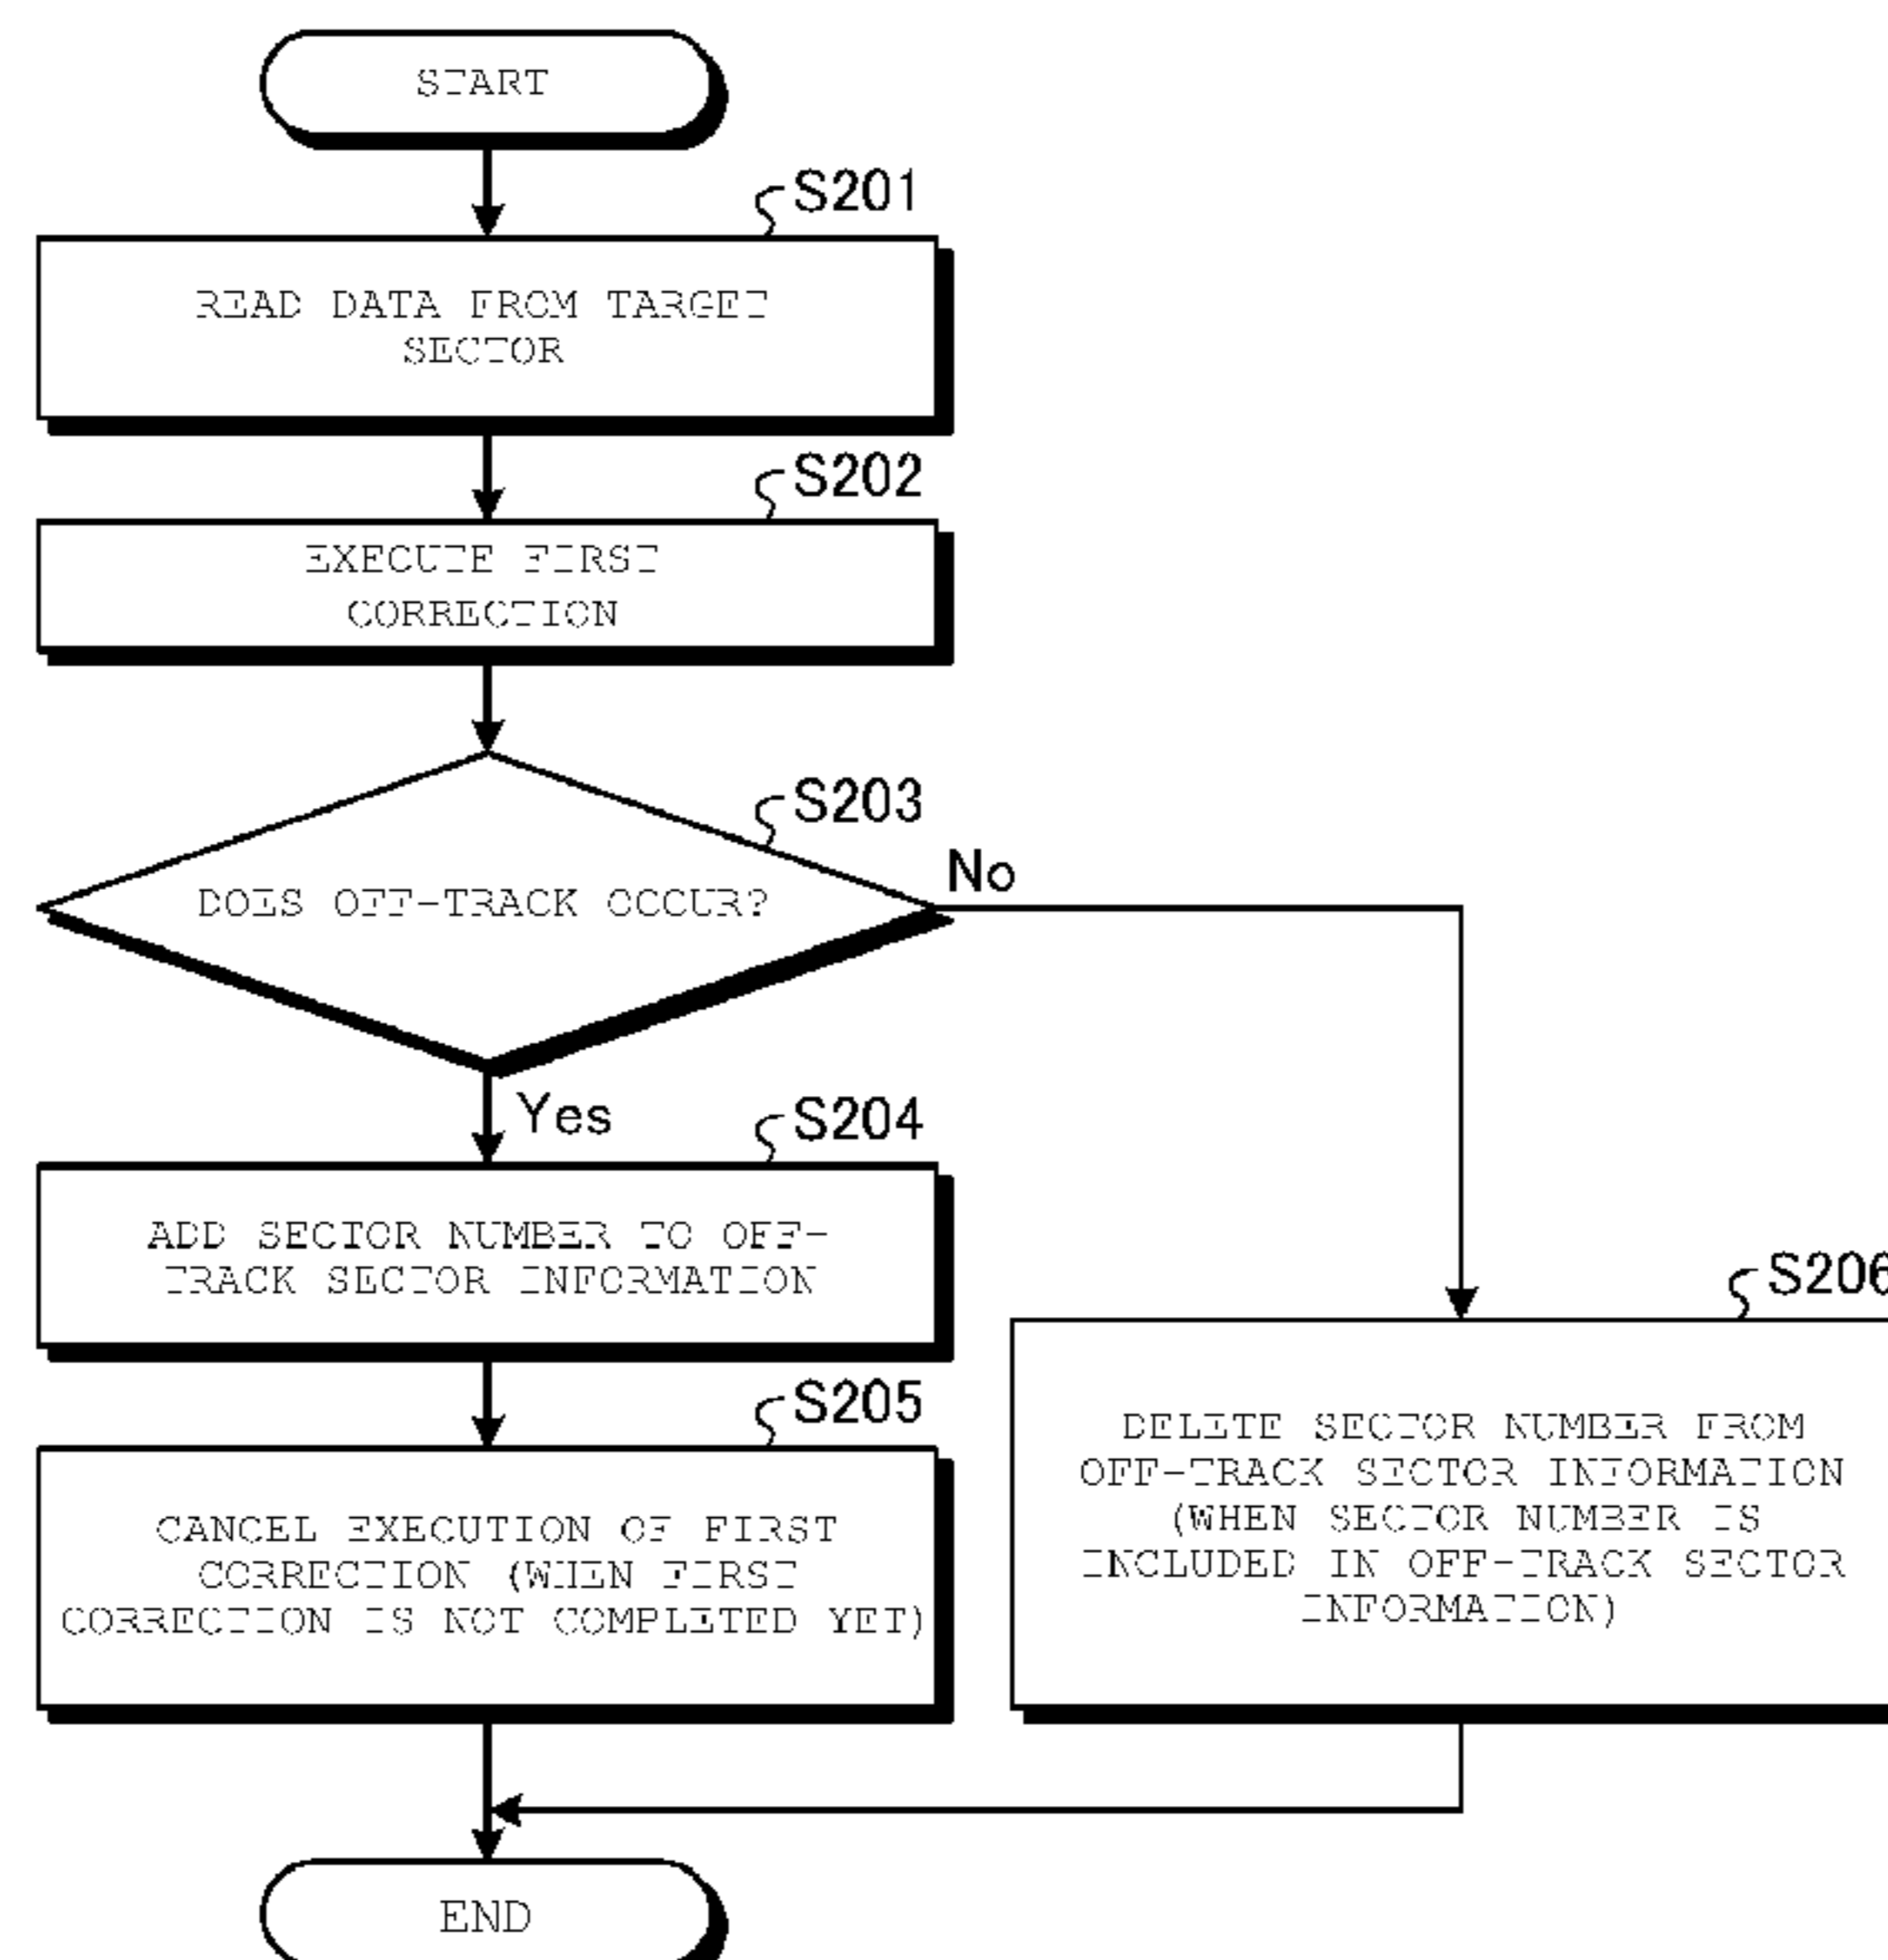 START
S201
READ DATA FROM TARGET
SECTOR
S202
EXECUTE FIRST
CORRECTION
S203
DOES OFF-TRACK OCCUR?
No
Yes
S204
ADD SECTOR NUMBER TO OFF-
TRACK SECTOR INFORMATION
S205
CANCEL EXECUTION OF FIRST
CORRECTION (WHEN FIRST
CORRECTION IS NOT COMPLETED YET)
S206
DELETE SECTOR NUMBER FROM
OFF-TRACK SECTOR INFORMATION
(WHEN SECTOR NUMBER IS
INCLUDED IN OFF-TRACK SECTOR
INFORMATION)
END